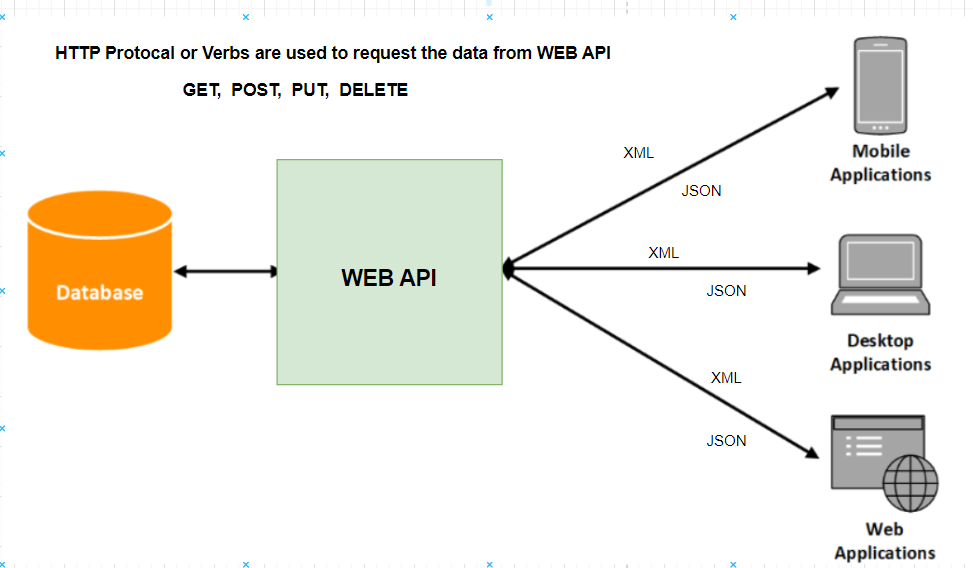 HTTP Protocal or Verbs are used to request the data from WEB API
GET, POST, PUT, DELETE
Database
WEB API
XML
JSON
Mobile
Applications
XML
JSON
Desktop
Applications
XML
JSON
Web
Applications